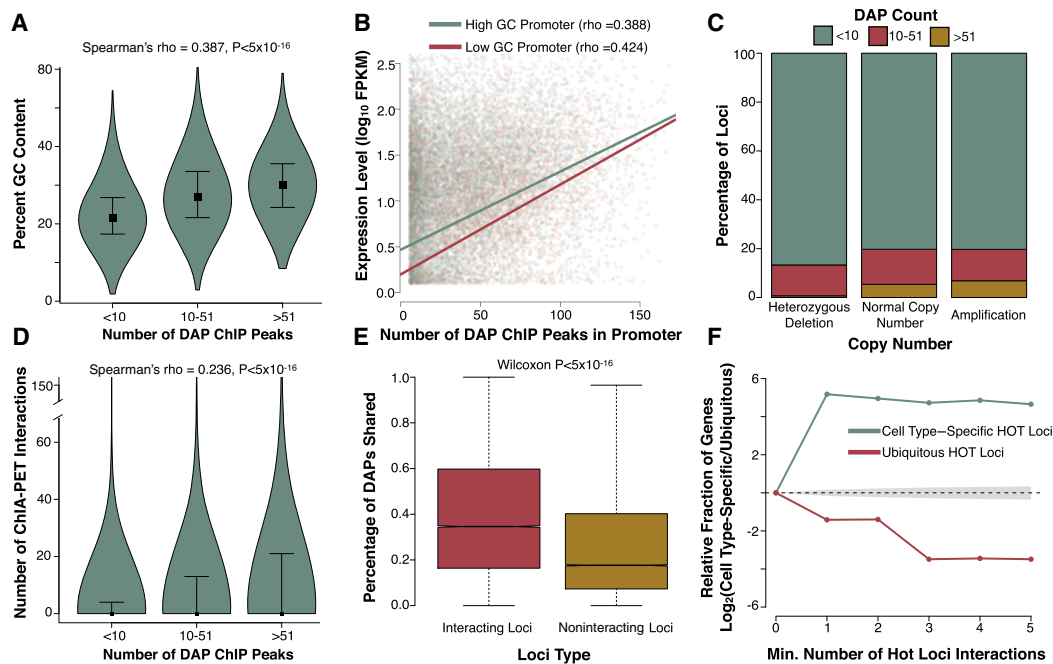 A
Spearman's rho = 0.387, P<5x10-16
Percent GC Content
80
40
20
0
<10
10-51
>51
Number of DAP ChIP Peaks
B
High GC Promoter (rho =0.388)
Low GC Promoter (rho =0.424)
Expression Level (log10 FPKM)
2.5
2.0
1.5
1.0
0.5
0.0
0
50
100
150
Number of DAP ChIP Peaks in Promoter
C
DAP Count
<10
10-51
>51
Percentage of Loci
100
80
60
40
20
0
Heterozygous
Deletion
Normal Copy
Number
Amplification
Copy Number
D
Spearman's rho = 0.236, P<5x10-16
Number of ChIA-PET Interactions
150
60
40
20
0
<10
10-51
>51
Number of DAP ChIP Peaks
E
Wilcoxon P<5x10-16
Percentage of DAPs Shared
1.0
0.8
0.6
0.4
0.2
0.0
Interacting Loci
Noninteracting Loci
Loci Type
F
Relative Fraction of Genes
Log2(Cell Type-Specific/Ubiquitous)
6
2
-2
-6
Cell Type–Specific HOT Loci
Ubiquitous HOT Loci
0
1
2
3
4
5
Min. Number of Hot Loci Interactions